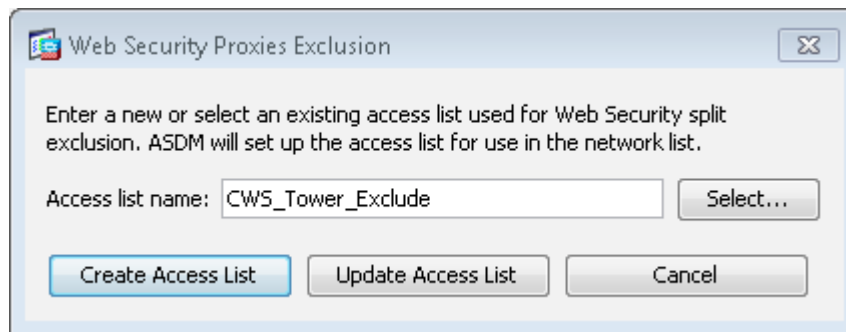 Web Security Proxies Exclusion
Enter a new or select an existing access list used for Web Security split
exclusion. ASDM will set up the access list for use in the network list.
Access list name: CWS_Tower_Exclude Select...
Create Access List Update Access List Cancel